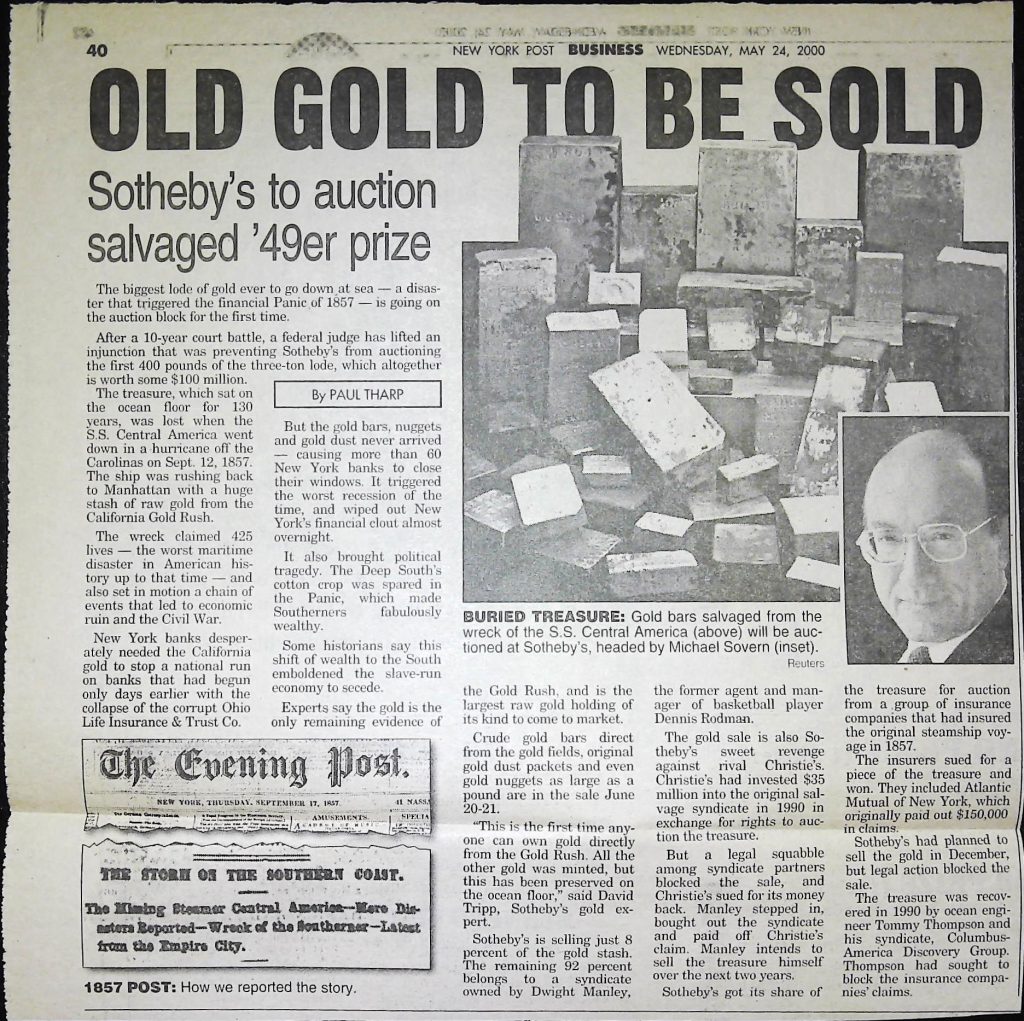 40
NEW YORK POST BUSINESS WEDNESDAY, MAY 24, 2000
OLD GOLD TO BE SOLD
Sotheby's to auction
salvaged '49er prize
The biggest lode of gold ever to go down at sea — a disas-
ter that triggered the financial Panic of 1857 — is going on
the auction block for the first time.
After a 10-year court battle, a federal judge has lifted an
injunction that was preventing Sotheby's from auctioning
the first 400 pounds of the three-ton lode, which altogether
is worth some $100 million.
By PAUL THARP
The treasure, which sat on
the ocean floor for 130
years, was lost when the
S.S. Central America went
down in a hurricane off the
Carolinas on Sept. 12, 1857.
The ship was rushing back
to Manhattan with a huge
stash of raw gold from the
California Gold Rush.
The wreck claimed 425
lives — the worst maritime
disaster in American his-
tory up to that time — and
also set in motion a chain of
events that led to economic
ruin and the Civil War.
New York banks desper-
ately needed the California
gold to stop a national run
on banks that had begun
only days earlier with the
collapse of the corrupt Ohio
Life Insurance & Trust Co.
But the gold bars, nuggets
and gold dust never arrived
— causing more than 60
New York banks to close
their windows. It triggered
the worst recession of the
time, and wiped out New
York's financial clout almost
overnight.
It also brought political
tragedy. The Deep South's
cotton crop was spared in
the Panic, which made
Southerners fabulously
wealthy.
Some historians say this
shift of wealth to the South
emboldened the slave-run
economy to secede.
Experts say the gold is the
only remaining evidence of
The Evening Post.
NEW YORK, THURSDAY, SEPTEMBER 17, 1857.
41 NASSA
AMUSEMENTS.
SPECIA
THE STORM ON THE SOUTHERN COAST.
The Missing Steamer Central America—More Dis-
asters Reported—Wreck of the Southerner—Latest
from the Empire City.
1857 POST: How we reported the story.
BURIED TREASURE: Gold bars salvaged from the
wreck of the S.S. Central America (above) will be auc-
tioned at Sotheby's, headed by Michael Sovern (inset).
Reuters
the Gold Rush, and is the
largest raw gold holding of
its kind to come to market.
Crude gold bars direct
from the gold fields, original
gold dust packets and even
gold nuggets as large as a
pound are in the sale June
20-21.
"This is the first time any-
one can own gold directly
from the Gold Rush. All the
other gold was minted, but
this has been preserved on
the ocean floor," said David
Tripp, Sotheby's gold ex-
pert.
Sotheby's is selling just 8
percent of the gold stash.
The remaining 92 percent
belongs to a syndicate
owned by Dwight Manley,
the former agent and man-
ager of basketball player
Dennis Rodman.
The gold sale is also So-
theby's sweet revenge
against rival Christie's.
Christie's had invested $35
million into the original sal-
vage syndicate in 1990 in
exchange for rights to auc-
tion the treasure.
But a legal squabble
among syndicate partners
blocked the sale, and
Christie's sued for its money
back. Manley stepped in,
bought out the syndicate
and paid off Christie's
claim. Manley intends to
sell the treasure himself
over the next two years.
Sotheby's got its share of
the treasure for auction
from a group of insurance
companies that had insured
the original steamship voy-
age in 1857.
The insurers sued for a
piece of the treasure and
won. They included Atlantic
Mutual of New York, which
originally paid out $150,000
in claims.
Sotheby's had planned to
sell the gold in December,
but legal action blocked the
sale.
The treasure was recov-
ered in 1990 by ocean engi-
neer Tommy Thompson and
his syndicate, Columbus-
America Discovery Group.
Thompson had sought to
block the insurance compa-
nies' claims.